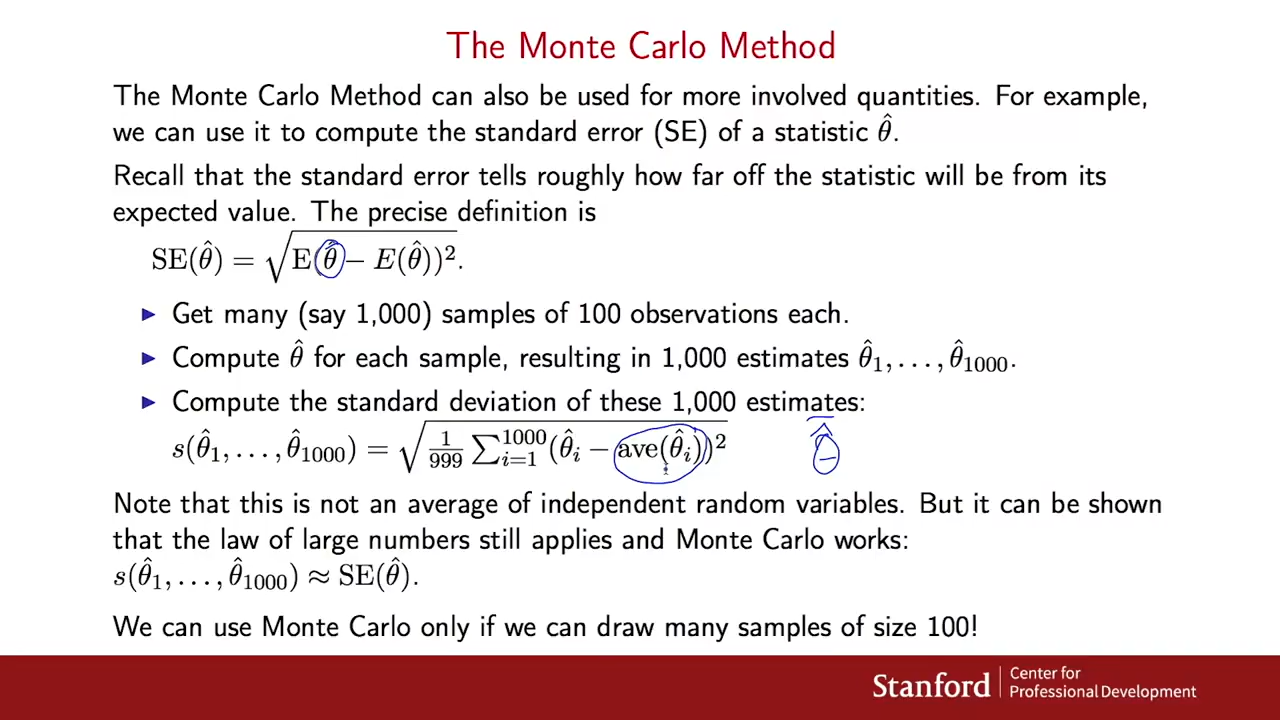 The Monte Carlo Method
The Monte Carlo Method can also be used for more involved quantities. For example,
we can use it to compute the standard error (SE) of a statistic θ̂.
Recall that the standard error tells roughly how far off the statistic will be from its
expected value. The precise definition is
SE(θ̂) = √E(θ̂ − E(θ̂))².
▶ Get many (say 1,000) samples of 100 observations each.
▶ Compute θ̂ for each sample, resulting in 1,000 estimates θ̂₁, . . . , θ̂₁₀₀₀.
▶ Compute the standard deviation of these 1,000 estimates:
s(θ̂₁, . . . , θ̂₁₀₀₀) = √1/999 ∑ᵢ₌₁¹⁰⁰⁰(θ̂ᵢ − ave(θ̂ᵢ))² θ̂
Note that this is not an average of independent random variables. But it can be shown
that the law of large numbers still applies and Monte Carlo works:
s(θ̂₁, . . . , θ̂₁₀₀₀) ≈ SE(θ̂).
We can use Monte Carlo only if we can draw many samples of size 100!
Stanford
Center for
Professional Development